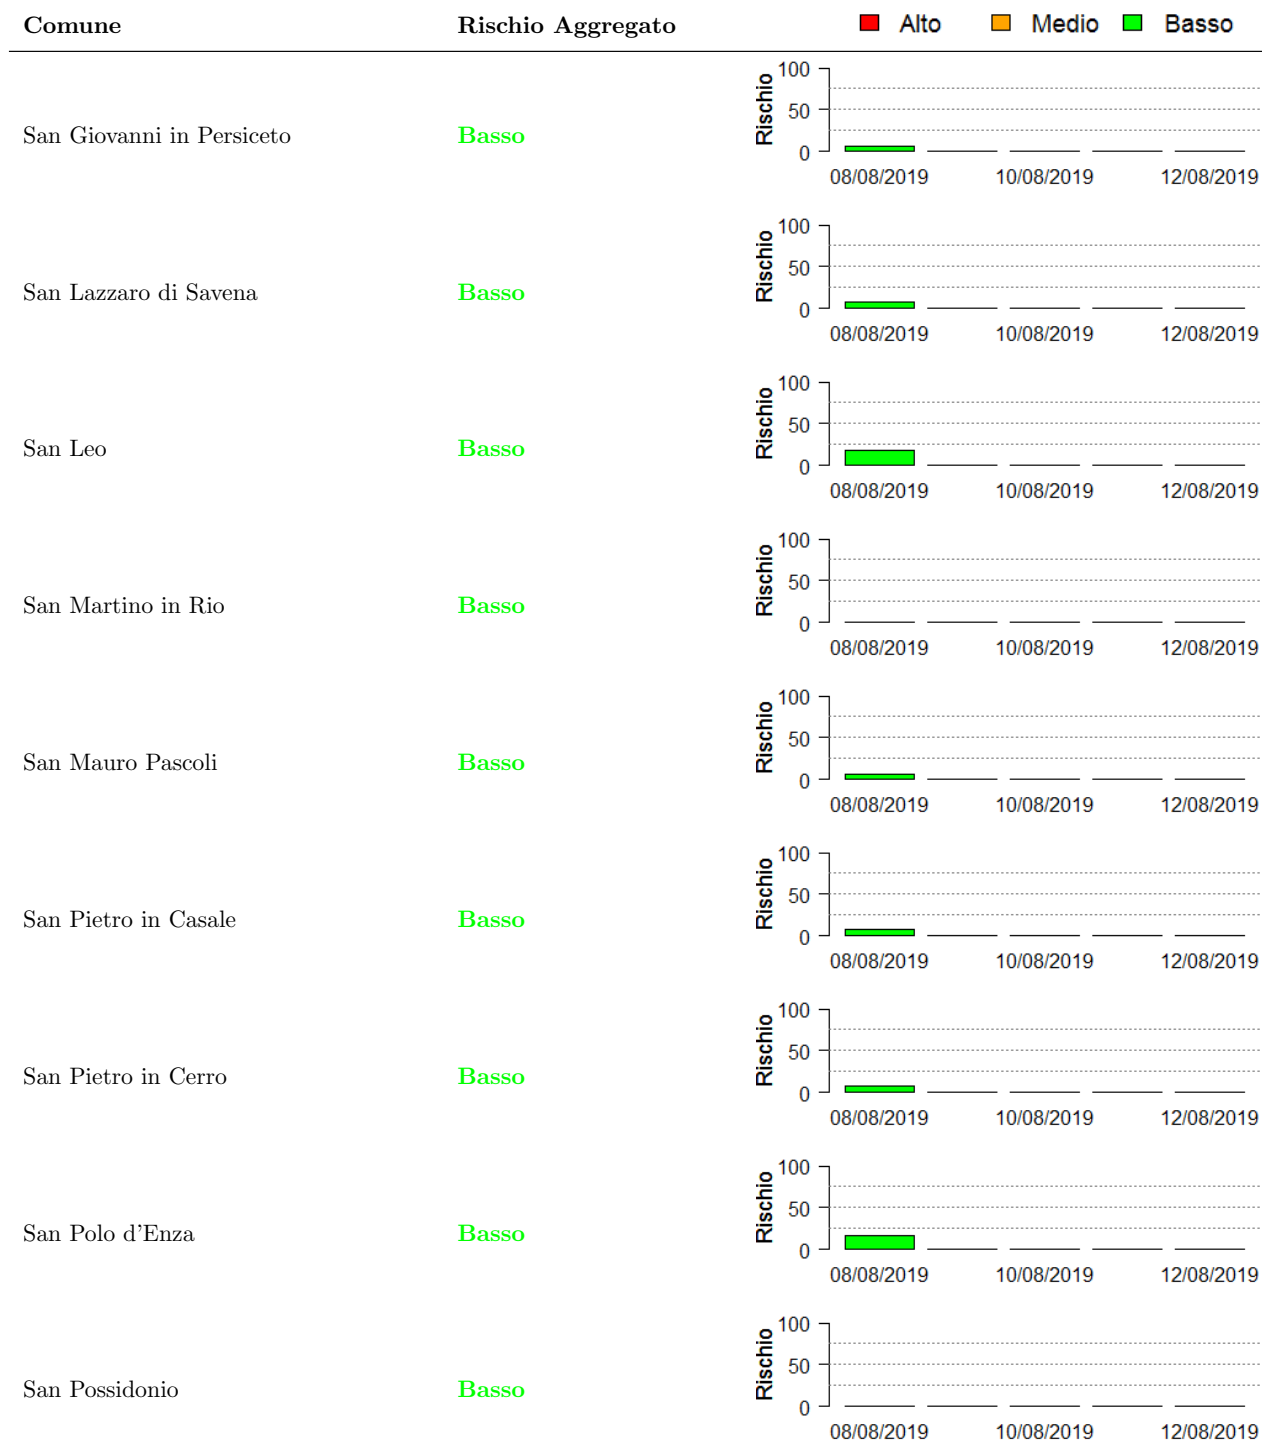 Comune Rischio Aggregato Alto Medio Basso
San Giovanni in Persiceto Basso
Rischio
100
50
0
08/08/2019 10/08/2019 12/08/2019
San Lazzaro di Savena Basso
Rischio
100
50
0
08/08/2019 10/08/2019 12/08/2019
San Leo Basso
Rischio
100
50
0
08/08/2019 10/08/2019 12/08/2019
San Martino in Rio Basso
Rischio
100
50
0
08/08/2019 10/08/2019 12/08/2019
San Mauro Pascoli Basso
Rischio
100
50
0
08/08/2019 10/08/2019 12/08/2019
San Pietro in Casale Basso
Rischio
100
50
0
08/08/2019 10/08/2019 12/08/2019
San Pietro in Cerro Basso
Rischio
100
50
0
08/08/2019 10/08/2019 12/08/2019
San Polo d'Enza Basso
Rischio
100
50
0
08/08/2019 10/08/2019 12/08/2019
San Possidonio Basso
Rischio
100
50
0
08/08/2019 10/08/2019 12/08/2019